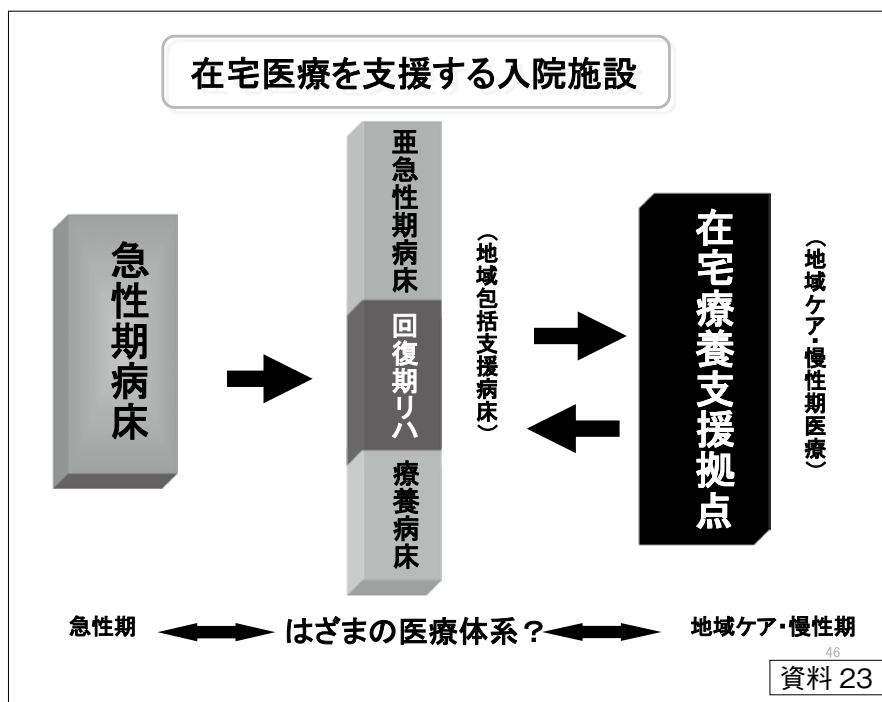 在宅医療を支援する入院施設
急性期病床
亜急性期病床
回復期リハ
療養病床
（地域包括支援病床）
在宅療養支援拠点
（地域ケア・慢性期医療）
急性期
はざまの医療体系？
地域ケア・慢性期
46
資料 23